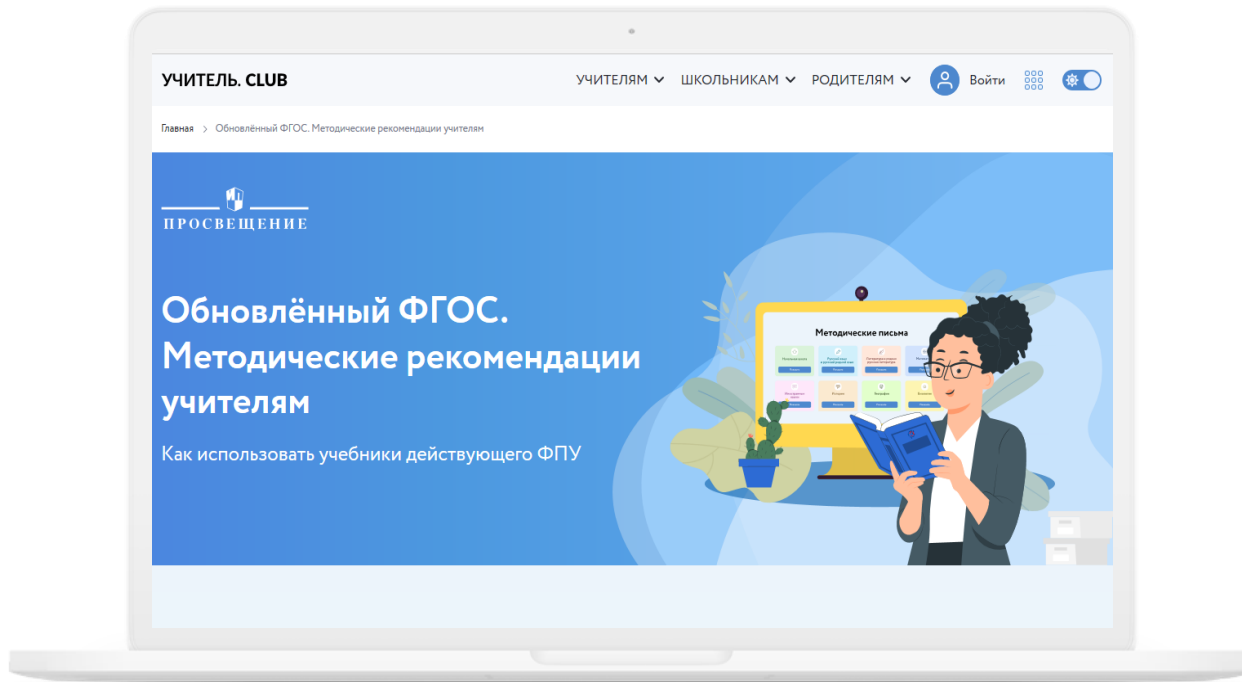 УЧИТЕЛЬ. CLUB
УЧИТЕЛЯМ
ШКОЛЬНИКАМ
РОДИТЕЛЯМ
Войти
Главная > Обновлённый ФГОС. Методические рекомендации учителям
ПРОСВЕЩЕНИЕ
Обновлённый ФГОС.
Методические рекомендации
учителям
Как использовать учебники действующего ФПУ
Методические письма